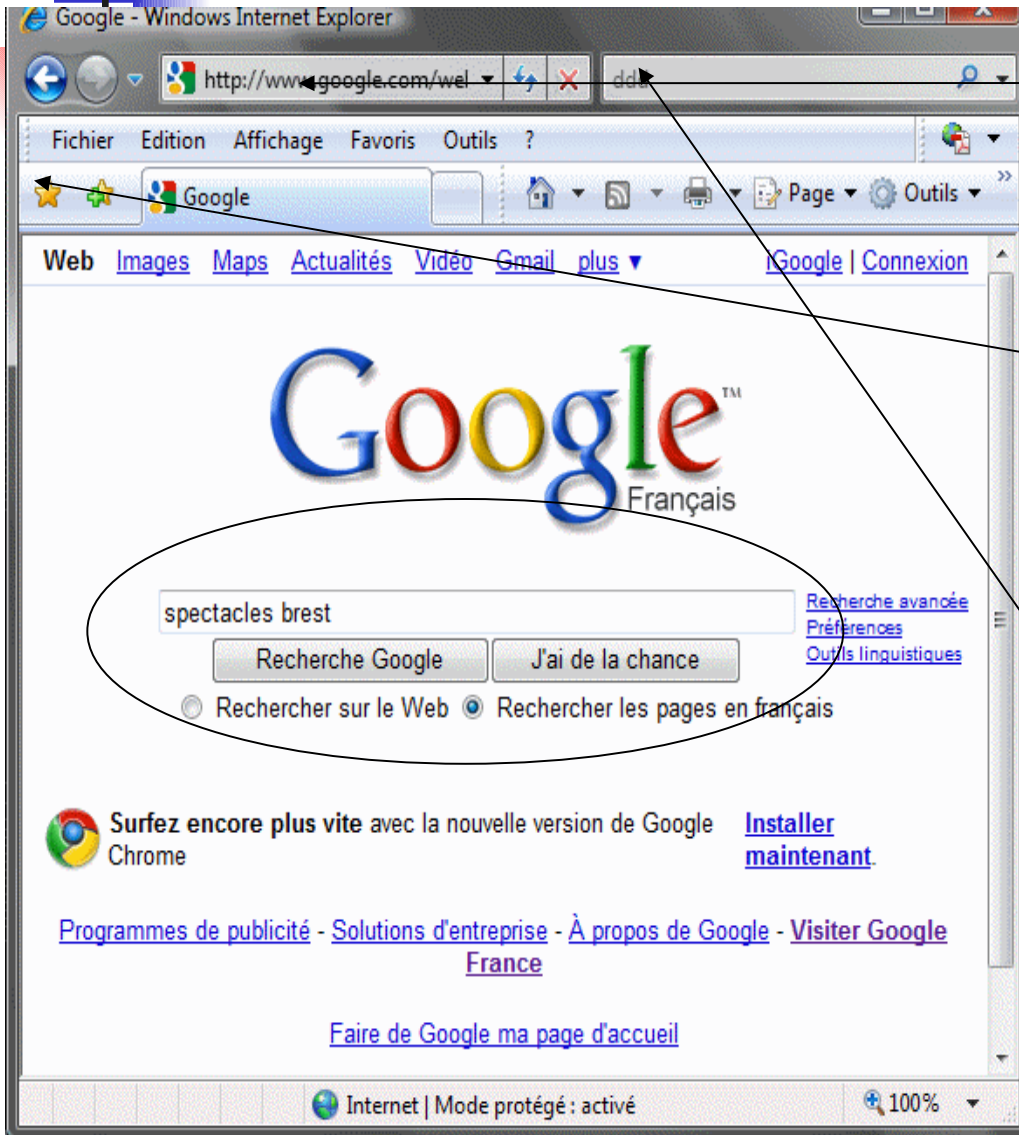 Google - Windows Internet Explorer
http://www.google.com/wel
ddd
Fichier Edition Affichage Favoris Outils ?
Google Page Outils »
Web Images Maps Actualités Vidéo Gmail plus ▼ iGoogle | Connexion
Google™
Français
spectacles brest
Recherche avancée
Préférences
Outils linguistiques
Recherche Google J'ai de la chance
Rechercher sur le Web Rechercher les pages en français
Surfez encore plus vite avec la nouvelle version de Google Installer
Chrome maintenant.
Programmes de publicité - Solutions d'entreprise - À propos de Google - Visiter Google
France
Faire de Google ma page d'accueil
Internet | Mode protégé : activé 100%